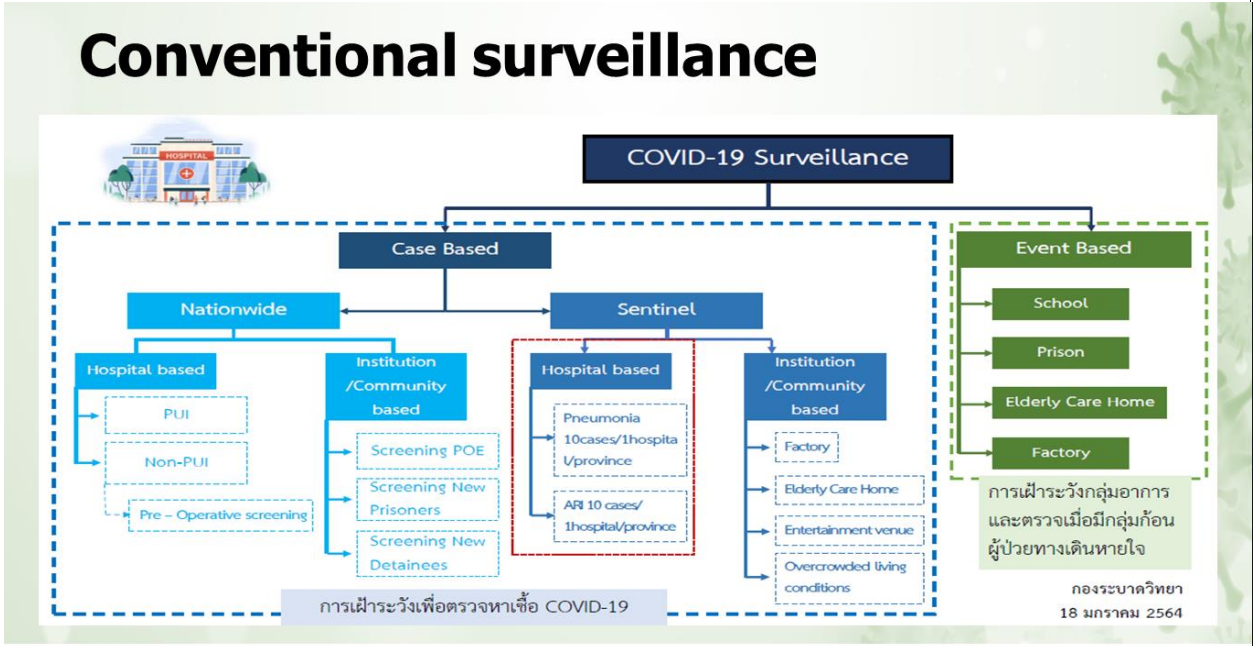 Conventional surveillance
HOSPITAL
COVID-19 Surveillance
Case Based
Nationwide
Hospital based
PUI
Non-PUI
Pre – Operative screening
Institution
/Community
based
Screening POE
Screening New
Prisoners
Screening New
Detainees
Sentinel
Hospital based
Pneumonia
10cases/1hospita
l/province
ARI 10 cases/
1hospital/province
Institution
/Community
based
Factory
Elderly Care Home
Entertainment venue
Overcrowded living
conditions
การเฝ้าระวังเพื่อตรวจหาเชื้อ COVID-19
Event Based
School
Prison
Elderly Care Home
Factory
การเฝ้าระวังกลุ่มอาการ
และตรวจเมื่อมีกลุ่มก้อน
ผู้ป่วยทางเดินหายใจ
กองระบาดวิทยา
18 มกราคม 2564